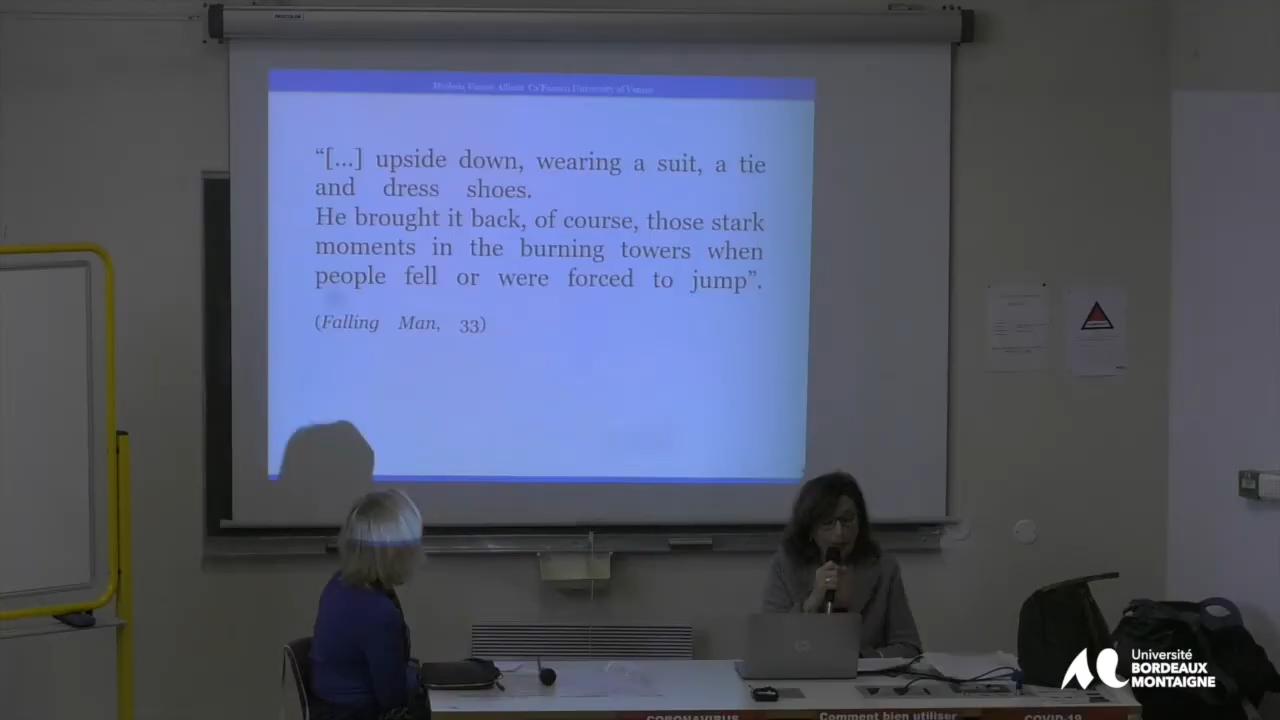 PROCOLOR
“[…] upside down, wearing a suit, a tie
and dress shoes.
He brought it back, of course, those stark
moments in the burning towers when
people fell or were forced to jump”.
(Falling Man, 33)
Université
BORDEAUX
MONTAIGNE
CORONAVIRUS
Comment bien utiliser
COVID-19